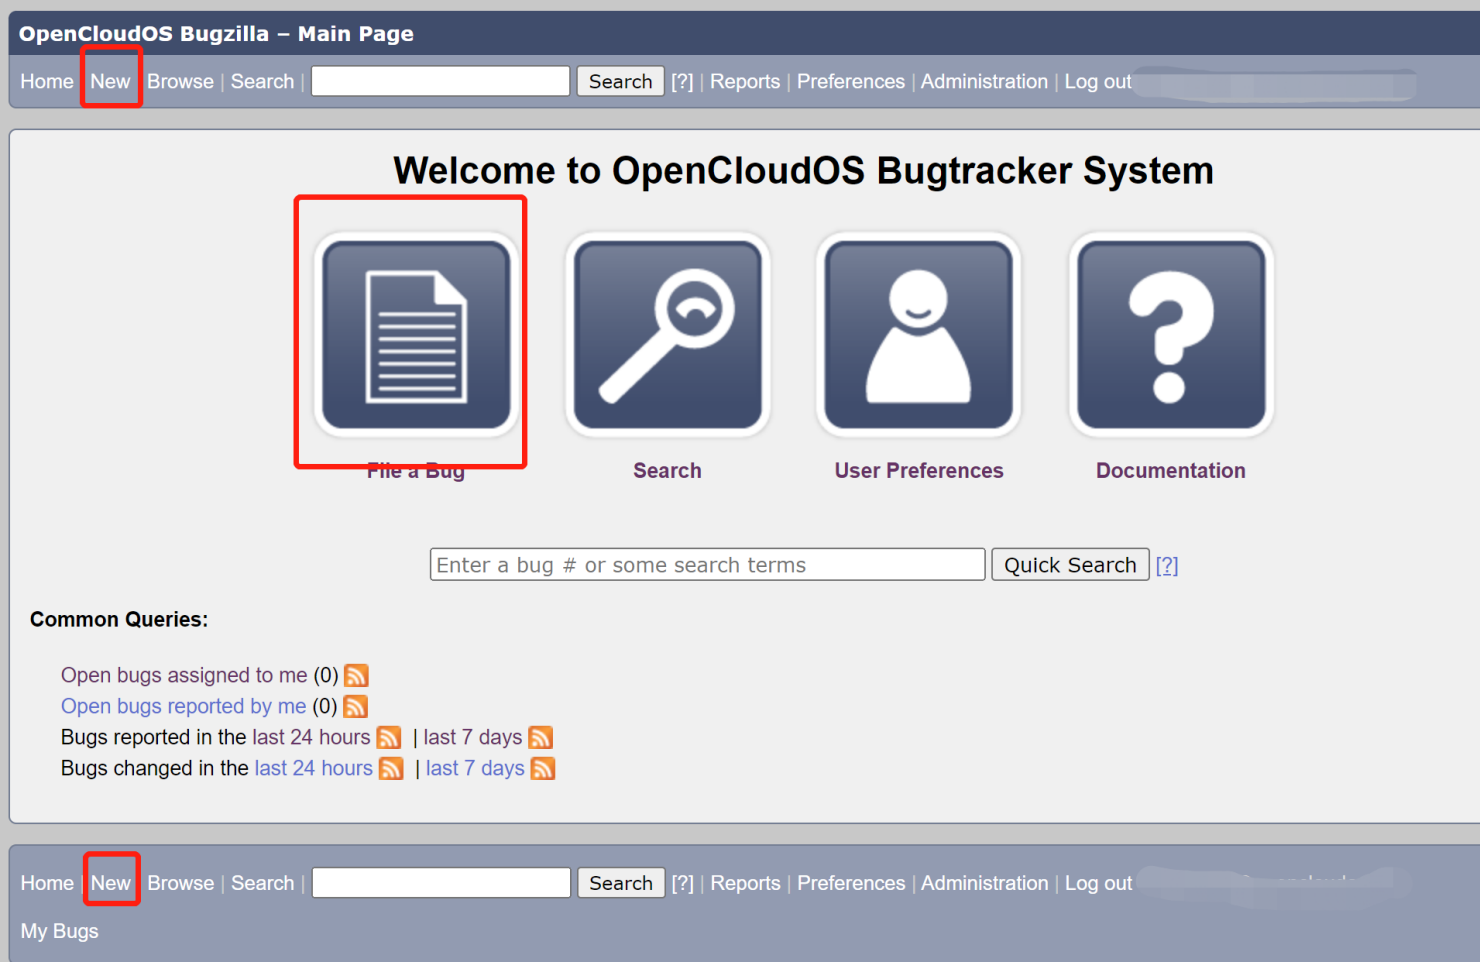 OpenCloudOS Bugzilla – Main Page
Home | New | Browse | Search | Search [?] | Reports | Preferences | Administration | Log out
Welcome to OpenCloudOS Bugtracker System
File a Bug Search User Preferences Documentation
Enter a bug # or some search terms Quick Search [?]
Common Queries:
Open bugs assigned to me (0)
Open bugs reported by me (0)
Bugs reported in the last 24 hours | last 7 days
Bugs changed in the last 24 hours | last 7 days
Home | New | Browse | Search | Search [?] | Reports | Preferences | Administration | Log out
My Bugs